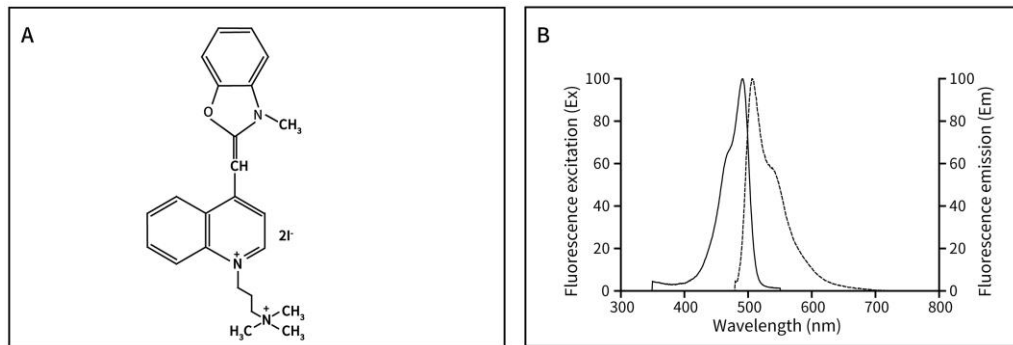 A
O
N
CH₃
CH
2I⁻
N⁺
N⁺
CH₃
H₃C
CH₃
B
Fluorescence excitation (Ex)
100
80
60
40
20
0
300 400 500 600 700 800
Wavelength (nm)
100
80
60
40
20
0
Fluorescence emission (Em)